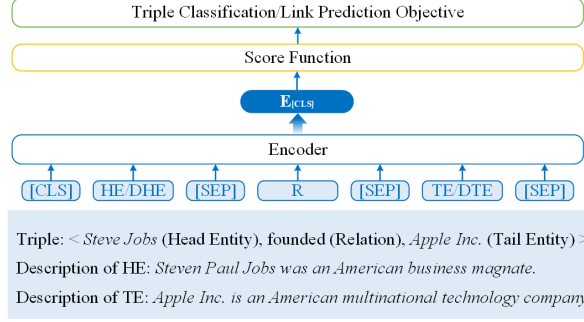 Triple Classification/Link Prediction Objective
Score Function
E[CLS]
Encoder
[CLS] HE/DHE [SEP] R [SEP] TE/DTE [SEP]
Triple: < Steve Jobs (Head Entity), founded (Relation), Apple Inc. (Tail Entity) >
Description of HE: Steven Paul Jobs was an American business magnate.
Description of TE: Apple Inc. is an American multinational technology company